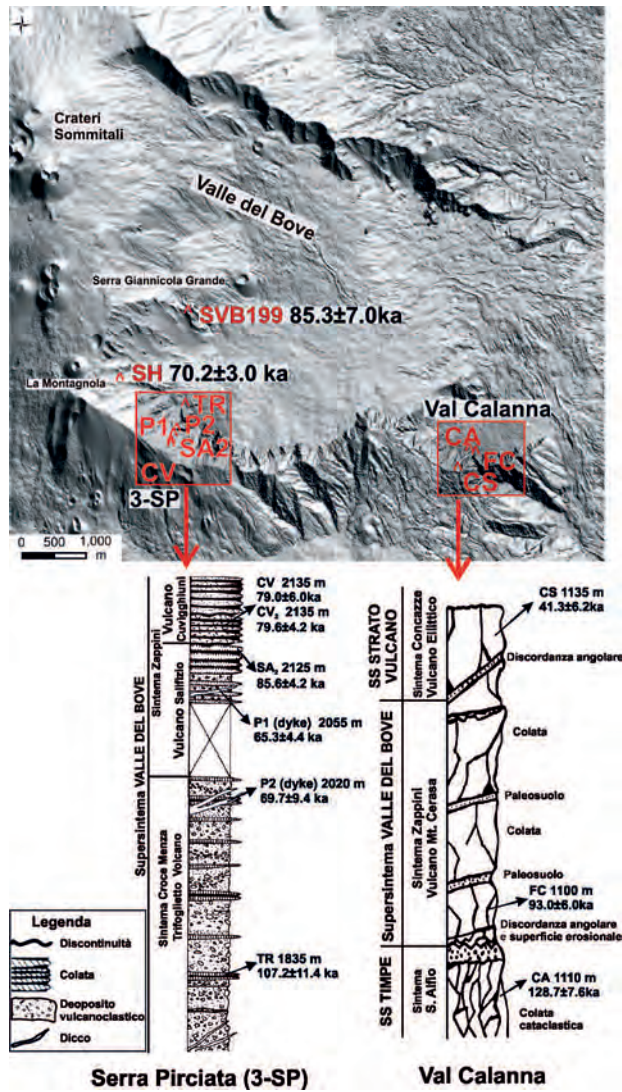 Crateri
Sommitali
Valle del Bove
Serra Giannicola Grande
SVB199 85.3±7.0ka
SH 70.2±3.0 ka
La Montagnola
TR
P1 P2
SA2
CV
3-SP
Val Calanna
CA
FC
CS
0 500 1,000
m
Supersintema VALLE DEL BOVE
Sintema Zappini
Vulcano
Cuvigghiuni
Vulcano Salifizio
Sintema Croce Menza
Trifoglietto Volcano
CV 2135 m
79.0±6.0ka
CV₂ 2135 m
79.6±4.2 ka
SA₂ 2125 m
85.6±4.2 ka
P1 (dyke) 2055 m
65.3±4.4 ka
P2 (dyke) 2020 m
69.7±9.4 ka
TR 1835 m
107.2±11.4 ka
Legenda
Discontinuità
Colata
Deoposito
vulcanoclastico
Dicco
Serra Pirciata (3-SP)
SS STRATO
VULCANO
Sintema Concazze
Vulcano Ellittico
Supersintema VALLE DEL BOVE
Sintema Zappini
Vulcano Mt. Cerasa
SS TIMPE
Sintema
S. Alfio
CS 1135 m
41.3±6.2ka
Discordanza angolare
Colata
Paleosuolo
Colata
Paleosuolo
FC 1100 m
93.0±6.0ka
Discordanza angolare
e superficie erosionale
CA 1110 m
128.7±7.6ka
Colata
cataclastica
Val Calanna